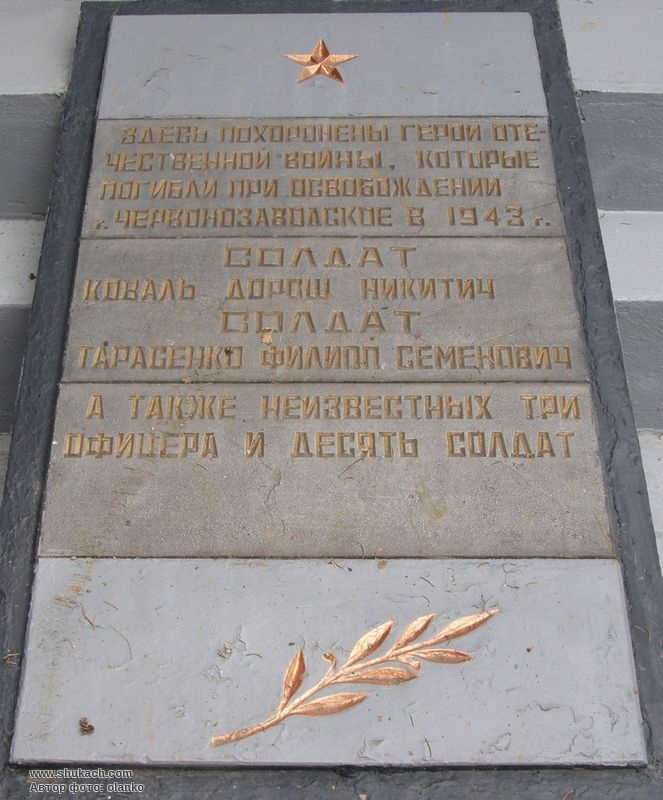 ЗДЕСЬ ПОХОРОНЕНЫ ГЕРОИ ОТЕ-
ЧЕСТВЕННОЙ ВОЙНЫ, КОТОРЫЕ
ПОГИБЛИ ПРИ ОСВОБОЖДЕНИИ
г. ЧЕРВОНОЗАВОДСКОЕ В 1943 г.
СОЛДАТ
КОВАЛЬ ДОРОШ НИКИТИЧ
СОЛДАТ
ТАРАСЕНКО ФИЛИПП СЕМЕНОВИЧ
А ТАКЖЕ НЕИЗВЕСТНЫХ ТРИ
ОФИЦЕРА И ДЕСЯТЬ СОЛДАТ
www.shukach.com
Автор фото: olanko